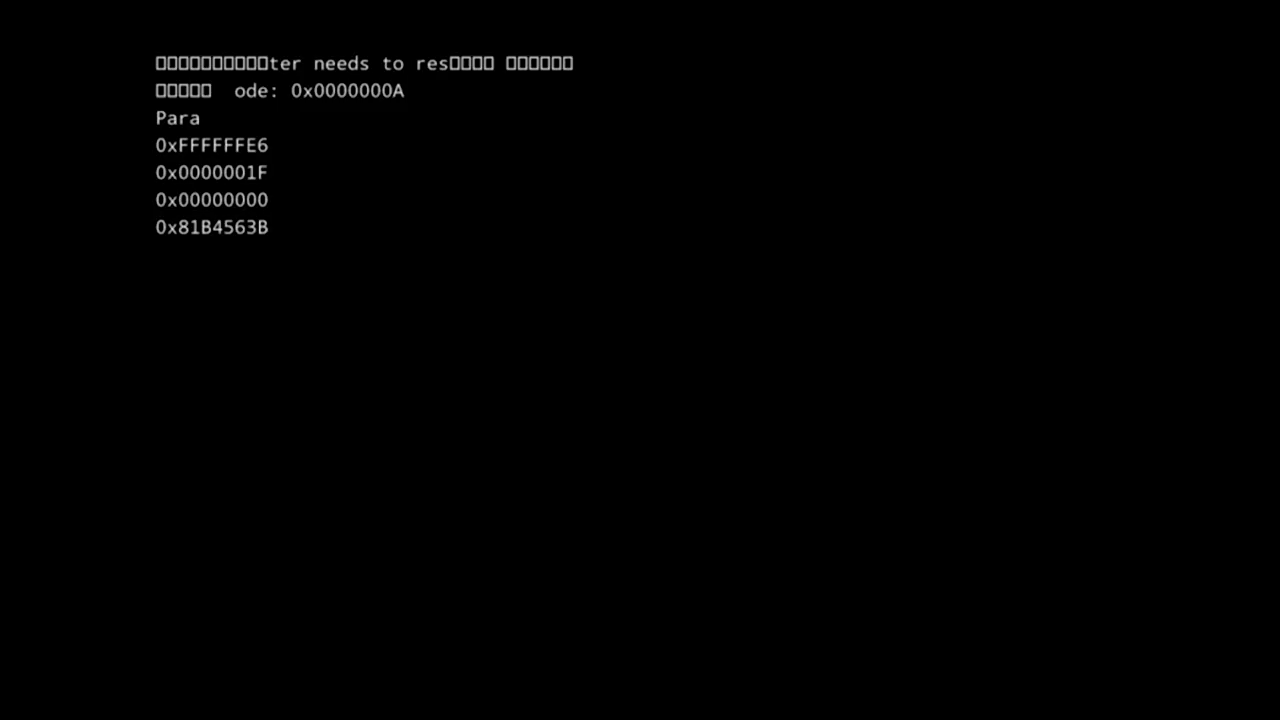 ▯▯▯▯▯▯▯▯▯▯ter needs to res▯▯▯▯ ▯▯▯▯▯▯
▯▯▯▯▯  ode: 0x0000000A
Para
0xFFFFFFE6
0x0000001F
0x00000000
0x81B4563B